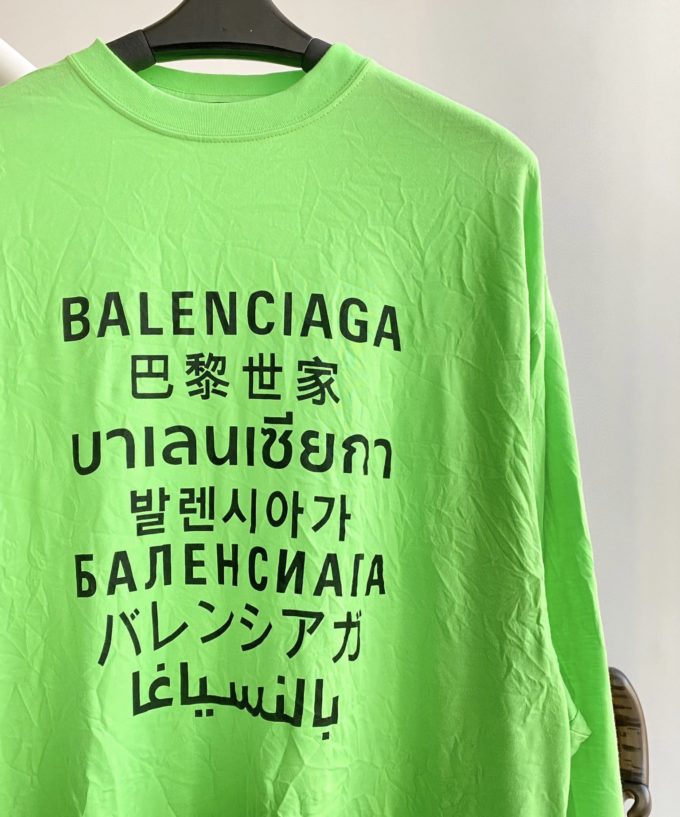 BALENCIAGA
巴黎世家
บาเลนเซียกา
발렌시아가
БАЛЕНСИАГА
バレンシアガ
بالنسياغا